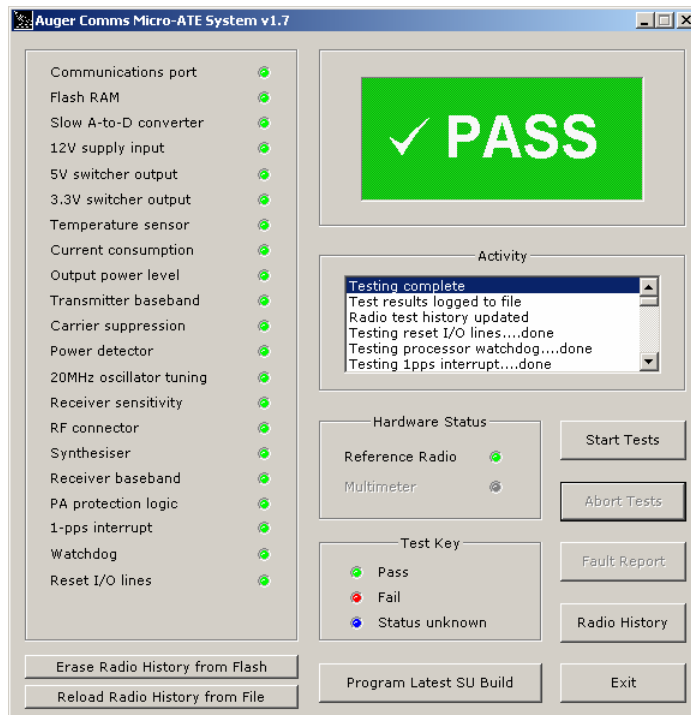 Auger Comms Micro-ATE System v1.7
Communications port
Flash RAM
Slow A-to-D converter
12V supply input
5V switcher output
3.3V switcher output
Temperature sensor
Current consumption
Output power level
Transmitter baseband
Carrier suppression
Power detector
20MHz oscillator tuning
Receiver sensitivity
RF connector
Synthesiser
Receiver baseband
PA protection logic
1-pps interrupt
Watchdog
Reset I/O lines
Erase Radio History from Flash
Reload Radio History from File
✓ PASS
Activity
Testing complete
Test results logged to file
Radio test history updated
Testing reset I/O lines....done
Testing processor watchdog....done
Testing 1pps interrupt....done
Hardware Status
Reference Radio
Multimeter
Test Key
Pass
Fail
Status unknown
Program Latest SU Build
Start Tests
Abort Tests
Fault Report
Radio History
Exit